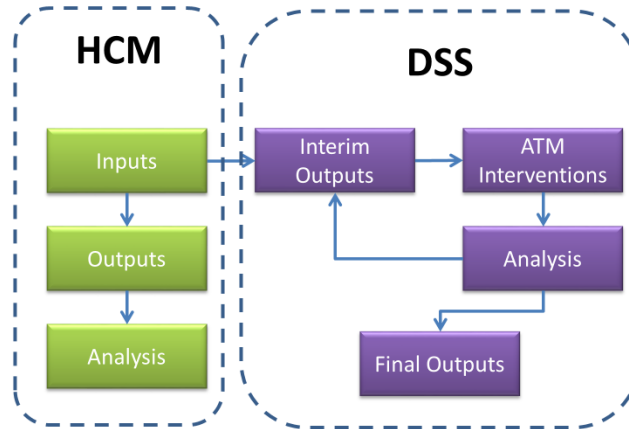 HCM
Inputs
Outputs
Analysis
DSS
Interim
Outputs
ATM
Interventions
Analysis
Final Outputs